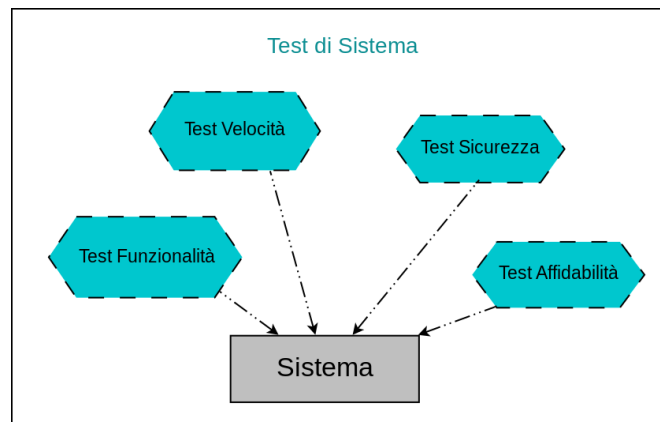 Test di Sistema
Test Velocità
Test Sicurezza
Test Funzionalità
Test Affidabilità
Sistema